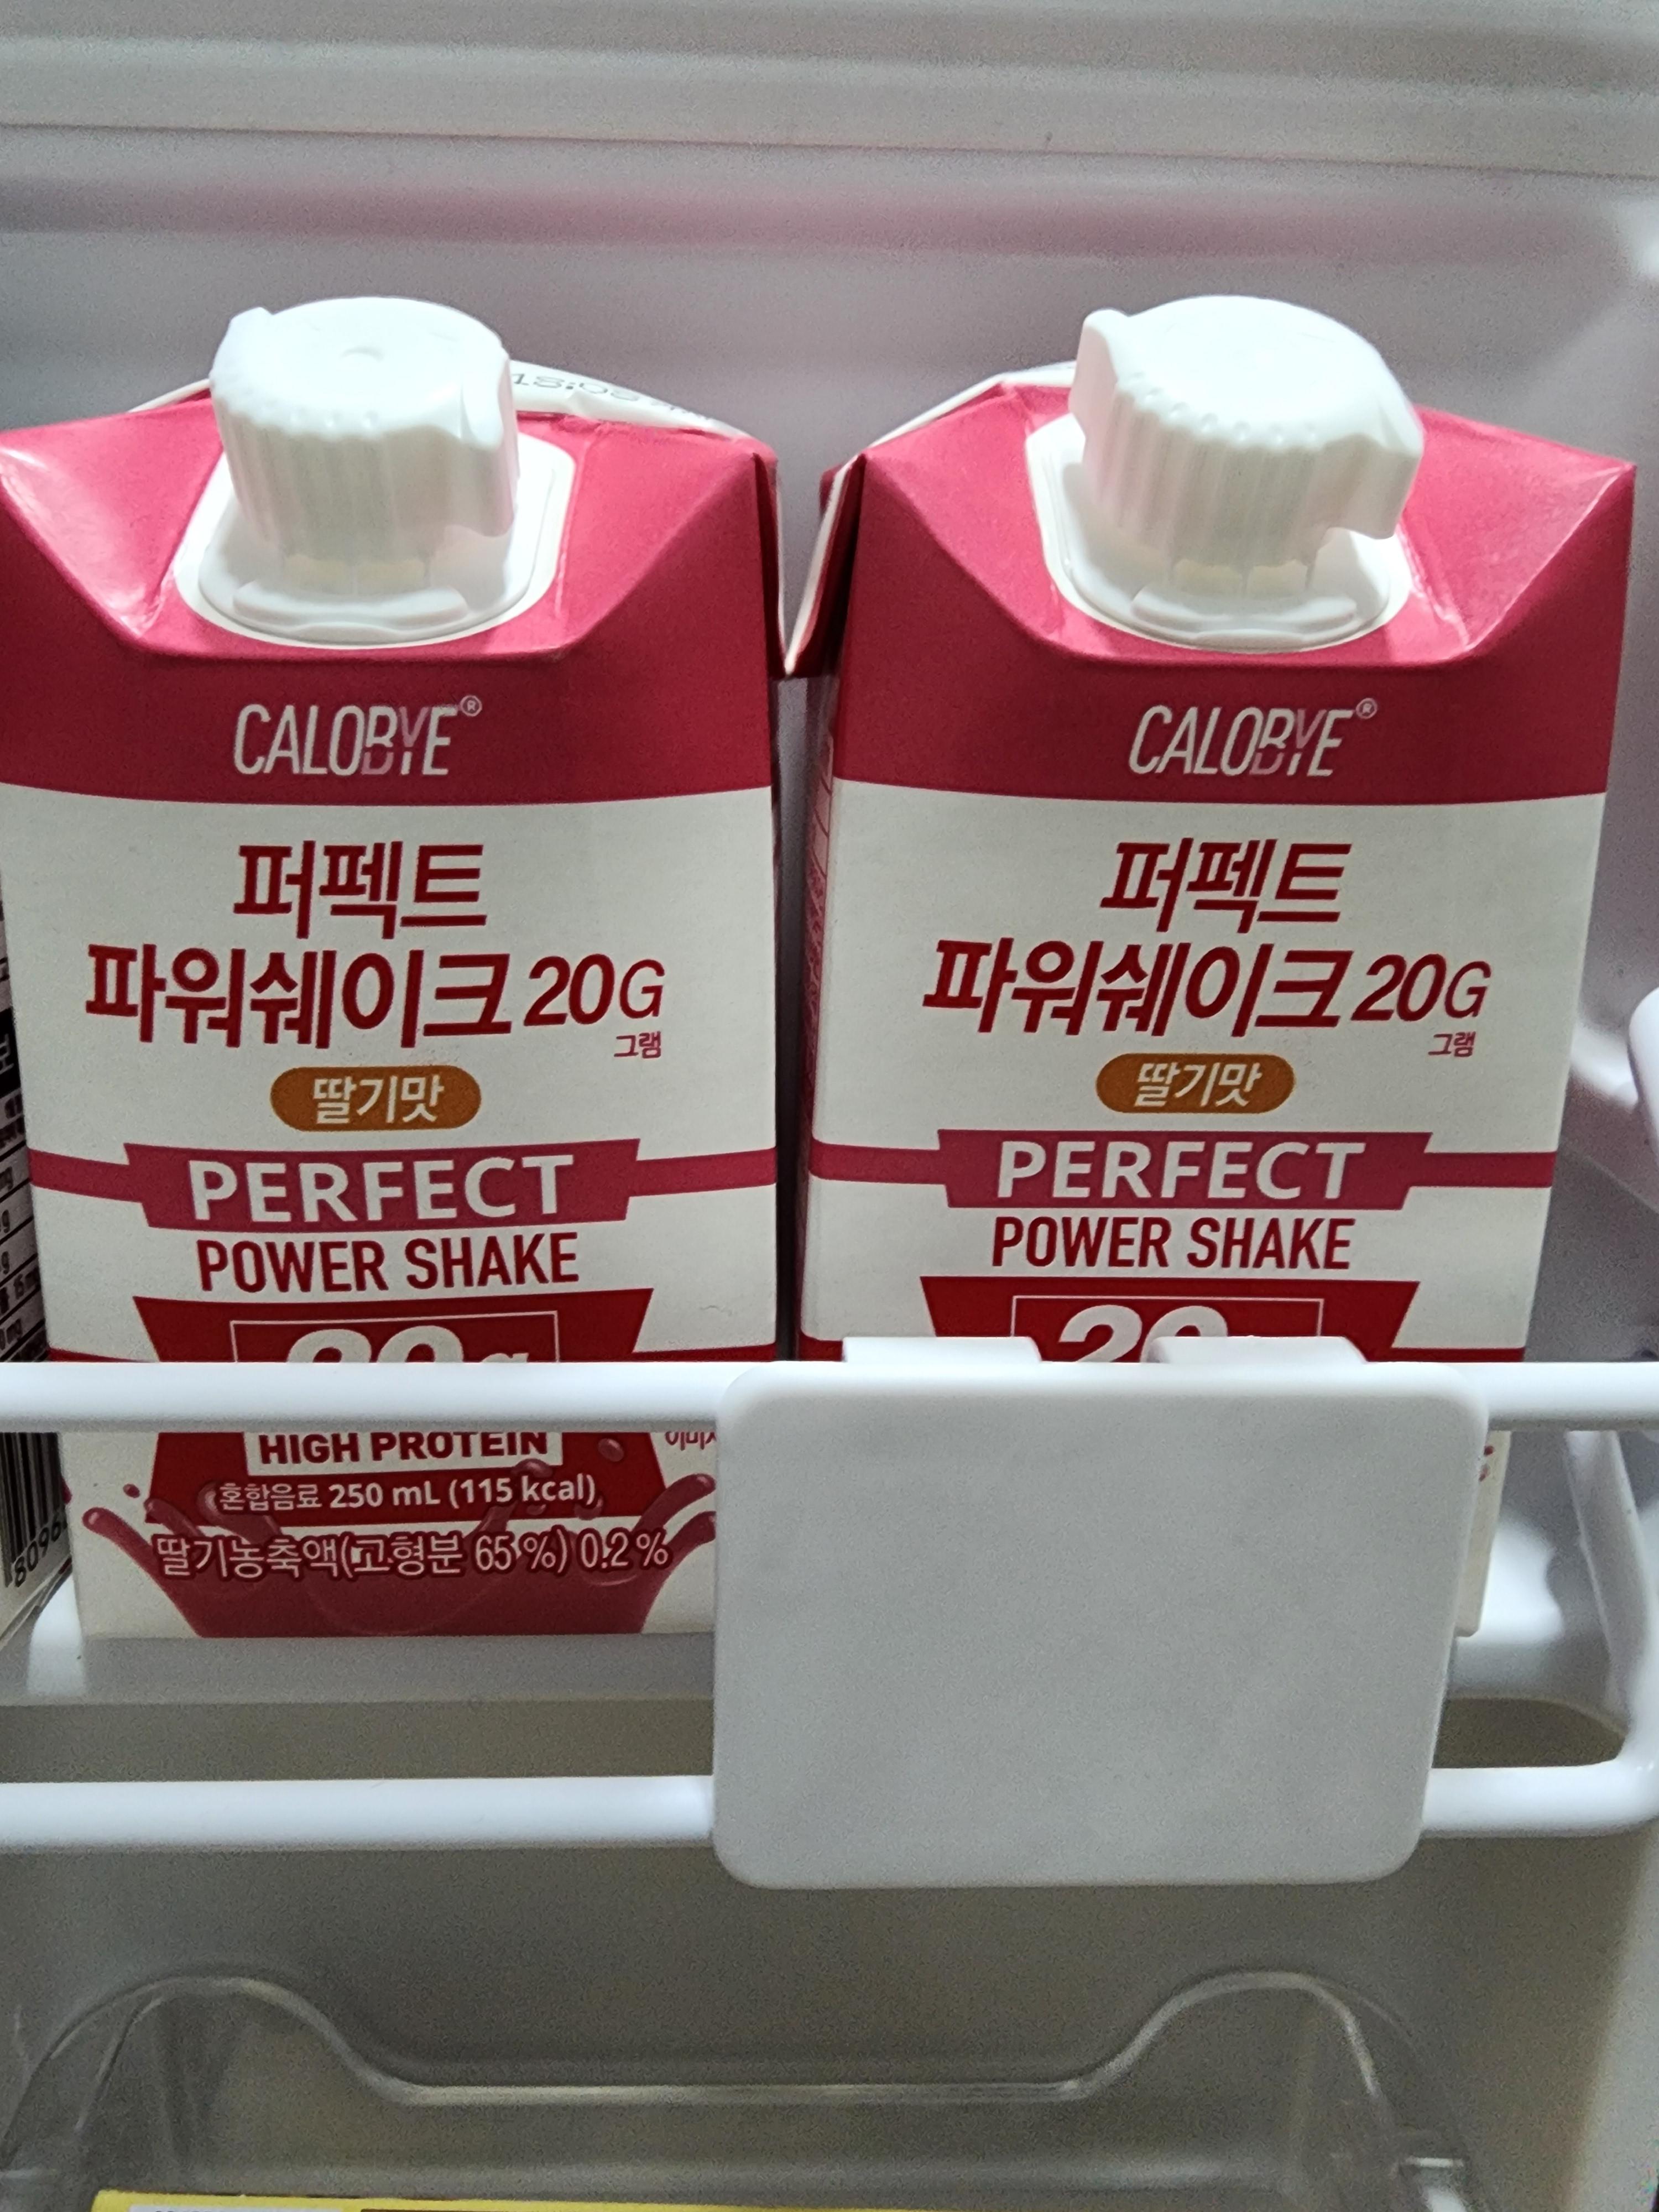 CALOBYE®
퍼펙트
파워쉐이크 20G
그램
딸기맛
PERFECT
POWER SHAKE
20g
HIGH PROTEIN
혼합음료 250 mL (115 kcal)
딸기농축액(고형분 65 %) 0.2 %
CALOBYE®
퍼펙트
파워쉐이크 20G
그램
딸기맛
PERFECT
POWER SHAKE
20